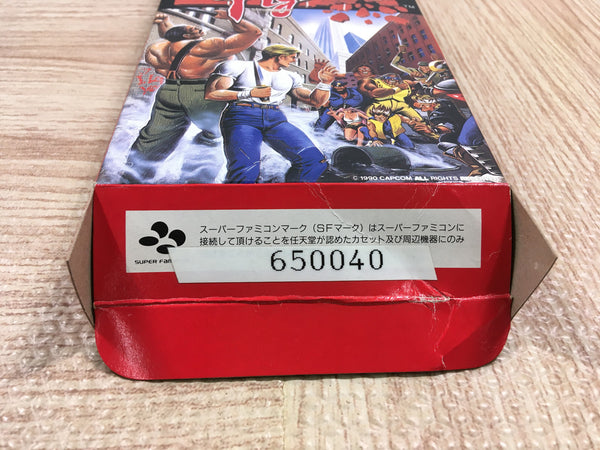 © 1990 CAPCOM ALL RIGHTS
スーパーファミコンマーク（SFマーク）はスーパーファミコンに
接続して頂けることを任天堂が認めたカセット及び周辺機器にのみ
SUPER FAM
650040